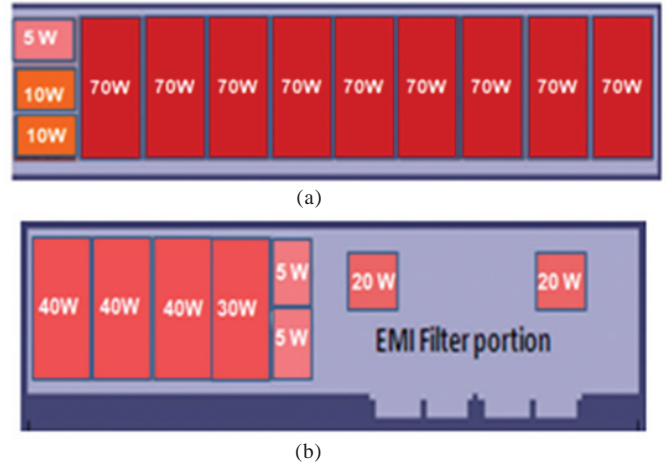 5 W
10W
10W
70W 70W 70W 70W 70W 70W 70W 70W 70W
(a)
40W 40W 40W 30W
5 W
5 W
20 W 20 W
EMI Filter portion
(b)